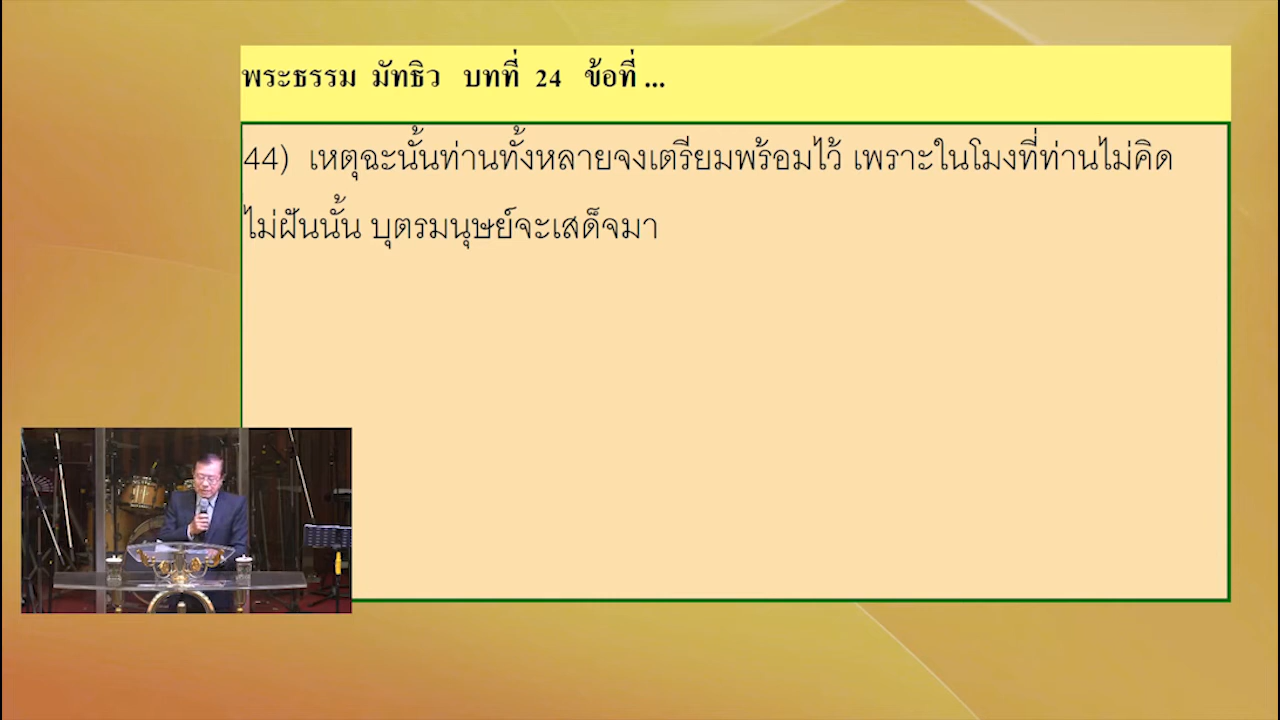 พระธรรม มัทธิว บทที่ 24 ข้อที่ ...
44) เหตุฉะนั้นท่านทั้งหลายจงเตรียมพร้อมไว้ เพราะในโมงที่ท่านไม่คิด
ไม่ฝันนั้น บุตรมนุษย์จะเสด็จมา